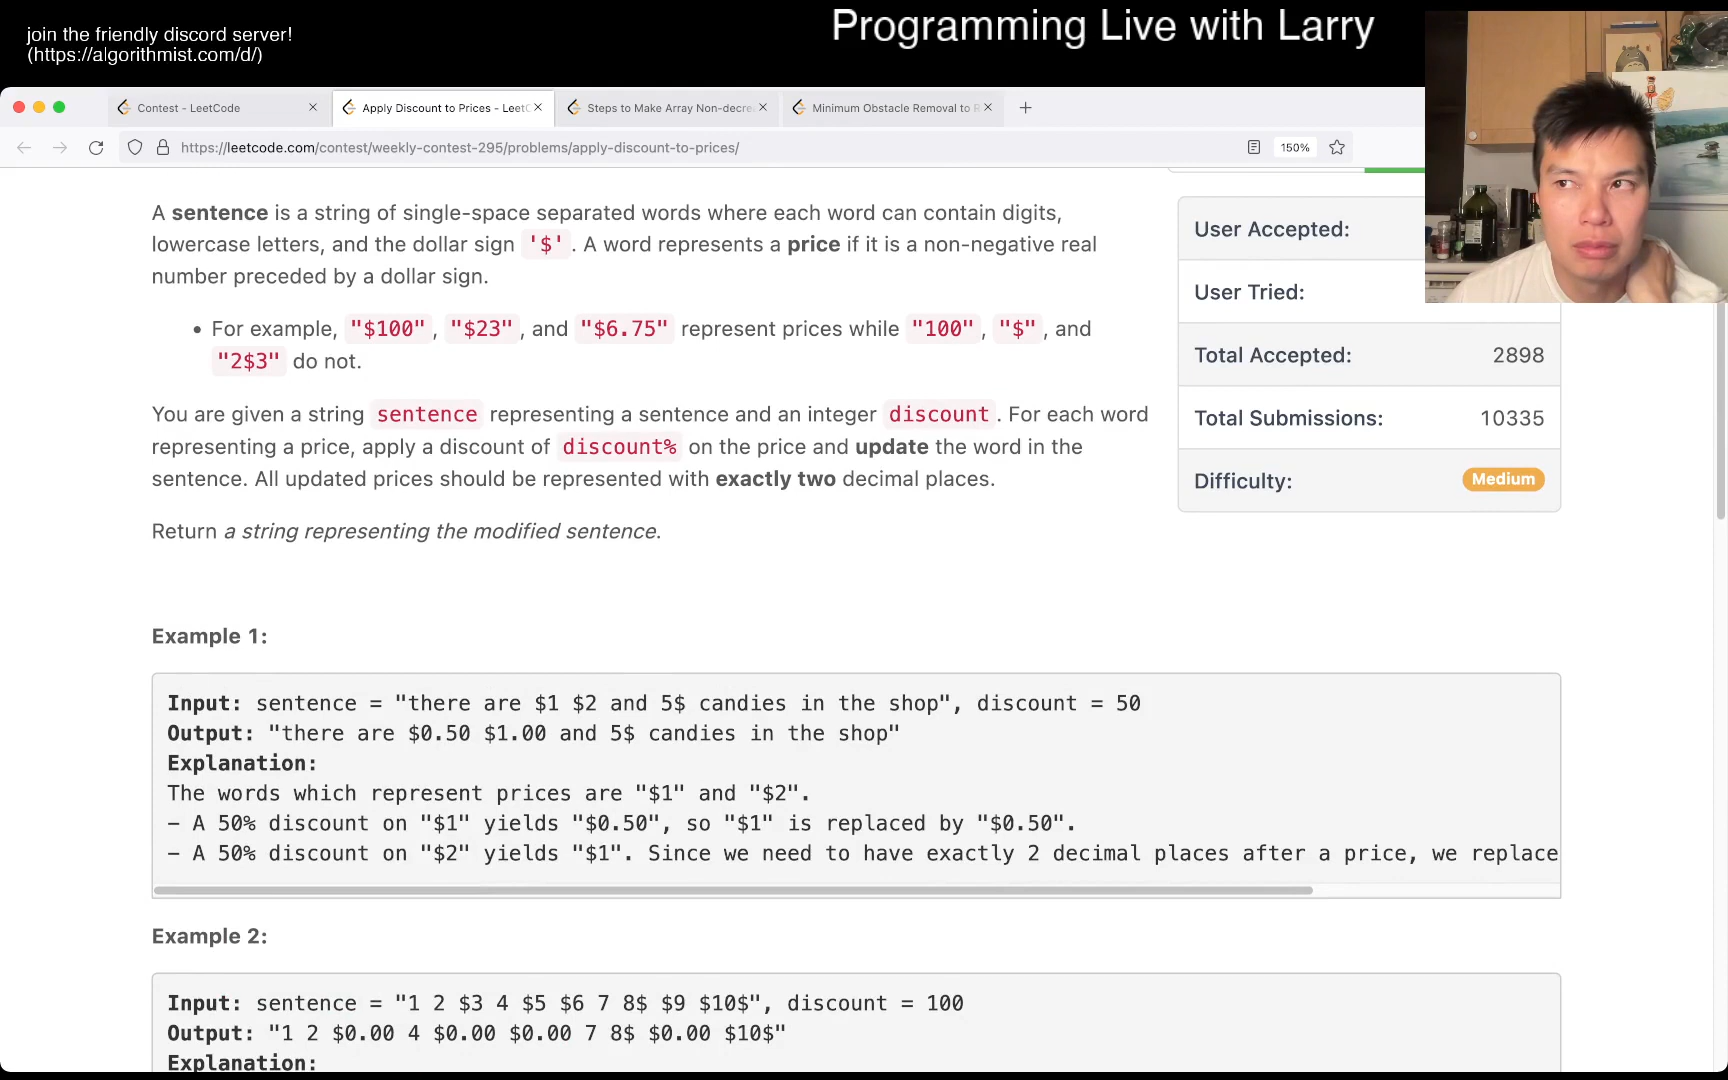 join the friendly discord server!
(https://algorithmist.com/d/)
Programming Live with Larry
Contest - LeetCode
Apply Discount to Prices - LeetC
Steps to Make Array Non-decre
Minimum Obstacle Removal to R
https://leetcode.com/contest/weekly-contest-295/problems/apply-discount-to-prices/
150%
A sentence is a string of single-space separated words where each word can contain digits,
lowercase letters, and the dollar sign '$'. A word represents a price if it is a non-negative real
number preceded by a dollar sign.
• For example, "$100", "$23", and "$6.75" represent prices while "100", "$", and
"2$3" do not.
You are given a string sentence representing a sentence and an integer discount. For each word
representing a price, apply a discount of discount% on the price and update the word in the
sentence. All updated prices should be represented with exactly two decimal places.
Return a string representing the modified sentence.
User Accepted:
User Tried:
Total Accepted: 2898
Total Submissions: 10335
Difficulty: Medium
Example 1:
Input: sentence = "there are $1 $2 and 5$ candies in the shop", discount = 50
Output: "there are $0.50 $1.00 and 5$ candies in the shop"
Explanation:
The words which represent prices are "$1" and "$2".
- A 50% discount on "$1" yields "$0.50", so "$1" is replaced by "$0.50".
- A 50% discount on "$2" yields "$1". Since we need to have exactly 2 decimal places after a price, we replace
Example 2:
Input: sentence = "1 2 $3 4 $5 $6 7 8$ $9 $10$", discount = 100
Output: "1 2 $0.00 4 $0.00 $0.00 7 8$ $0.00 $10$"
Explanation: